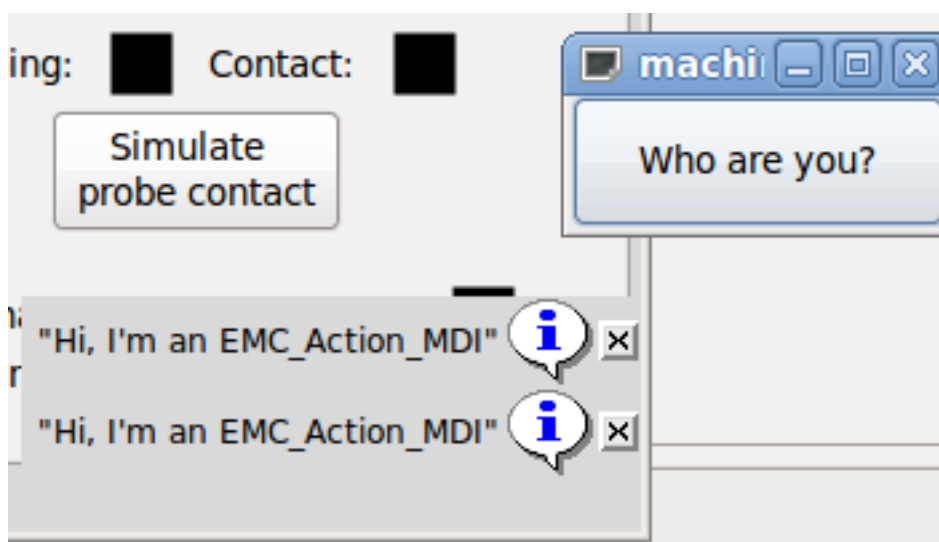 ing: Contact:
machi
Simulate
probe contact
Who are you?
"Hi, I'm an EMC_Action_MDI"
"Hi, I'm an EMC_Action_MDI"